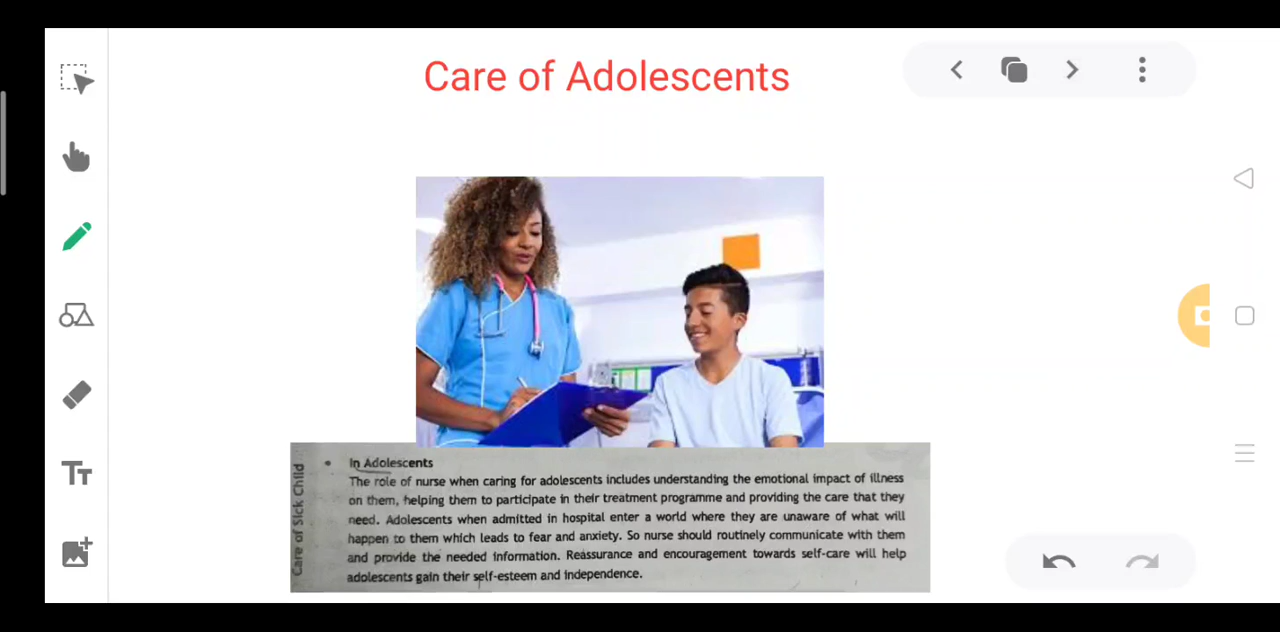 Care of Adolescents
Care of Sick Child
• In Adolescents
The role of nurse when caring for adolescents includes understanding the emotional impact of illness
on them, helping them to participate in their treatment programme and providing the care that they
need. Adolescents when admitted in hospital enter a world where they are unaware of what will
happen to them which leads to fear and anxiety. So nurse should routinely communicate with them
and provide the needed information. Reassurance and encouragement towards self-care will help
adolescents gain their self-esteem and independence.
TT